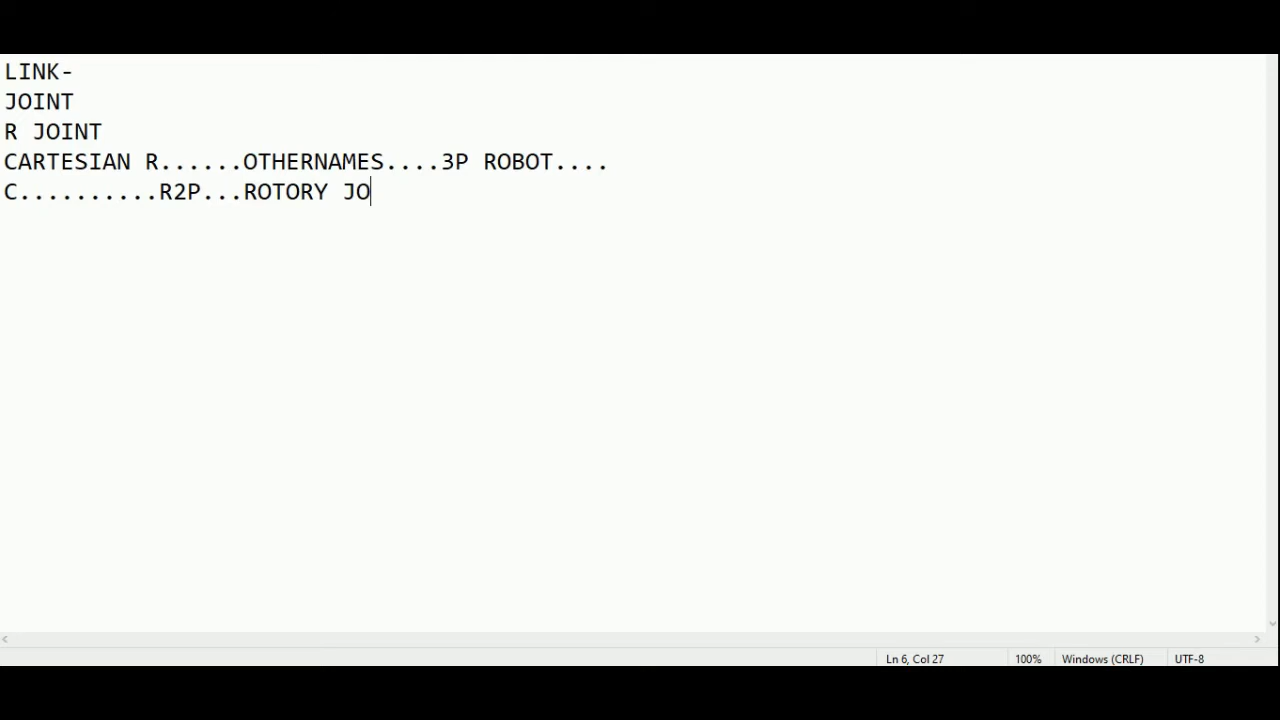 LINK-
JOINT
R JOINT
CARTESIAN R......OTHERNAMES....3P ROBOT....
C..........R2P...ROTORY JO
Ln 6, Col 27 100% Windows (CRLF) UTF-8